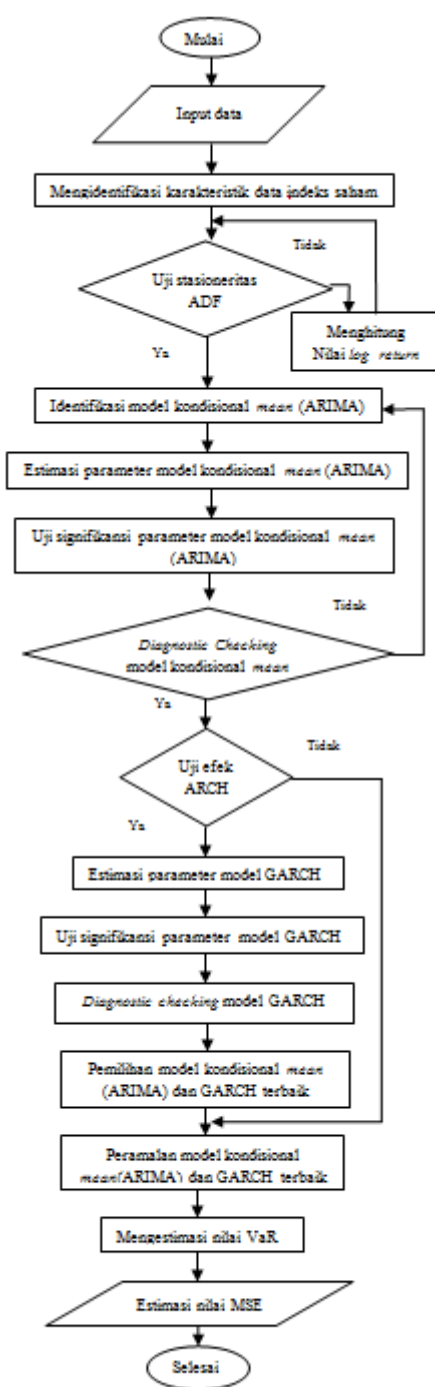 Mulai
Input data
Mengidentifikasi karakteristik data indeks saham
Tidak
Uji stasioneritas
ADF
Menghitung
Nilai log return
Ya
Identifikasi model kondisional mean (ARIMA)
Estimasi parameter model kondisional mean (ARIMA)
Uji signifikansi parameter model kondisional mean
(ARIMA)
Tidak
Diagnostic Checking
model kondisional mean
Ya
Tidak
Uji efek
ARCH
Ya
Estimasi parameter model GARCH
Uji signifikansi parameter model GARCH
Diagnostic checking model GARCH
Pemilihan model kondisional mean
(ARIMA) dan GARCH terbaik
Peramalan model kondisional
mean(ARIMA) dan GARCH terbaik
Mengestimasi nilai VaR
Estimasi nilai MSE
Selesai